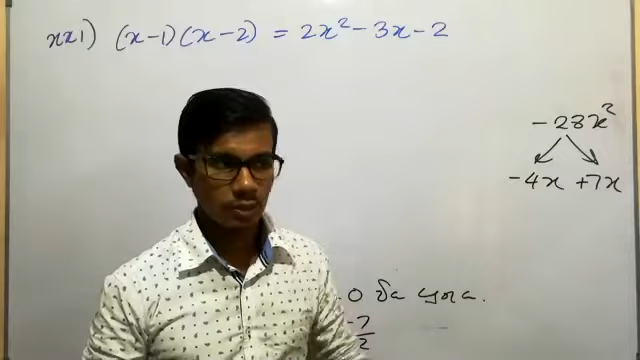 xxi) (x-1)(x-2) = 2x² - 3x - 2
-28x²
-4x +7x
0
-7
2